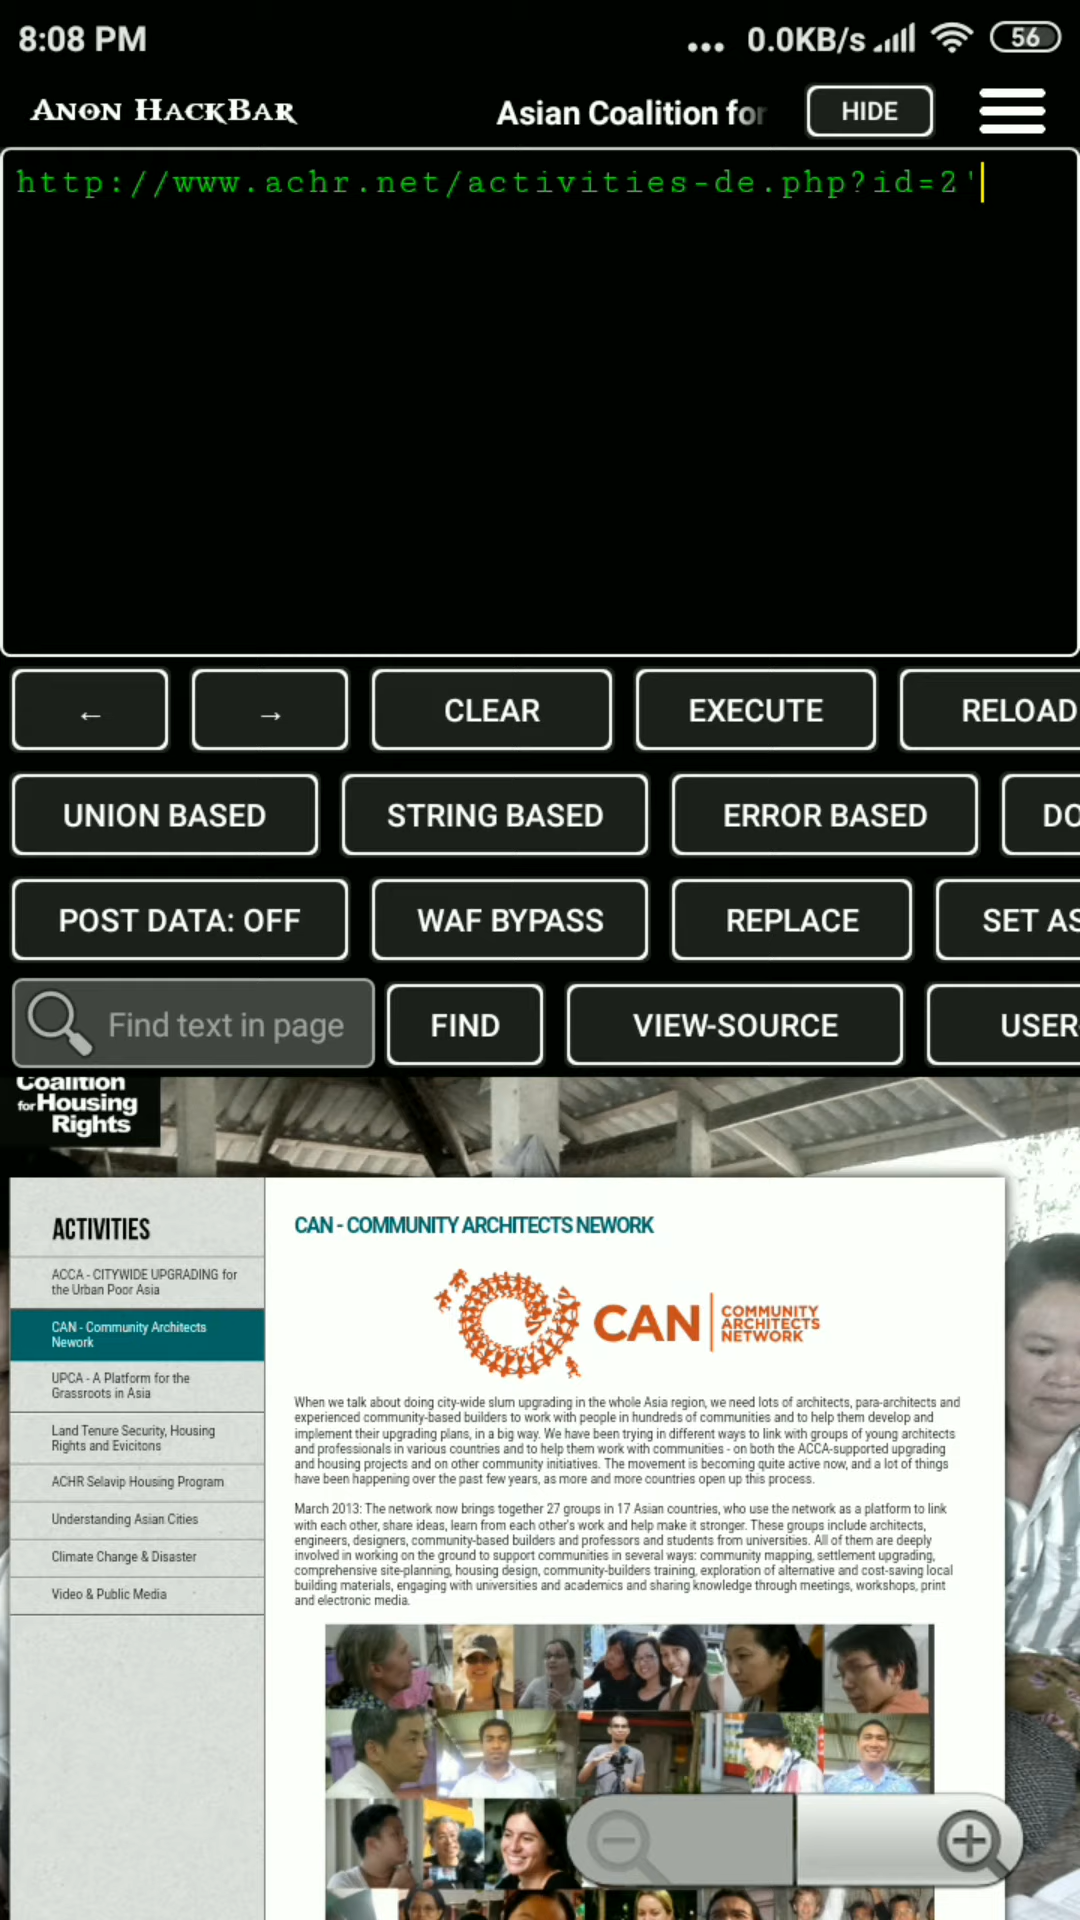 8:08 PM
... 0.0KB/s 56
ANON HACKBAR
Asian Coalition for
HIDE
http://www.achr.net/activities-de.php?id=2'
← → CLEAR EXECUTE RELOAD
UNION BASED STRING BASED ERROR BASED DO
POST DATA: OFF WAF BYPASS REPLACE SET AS
Find text in page FIND VIEW-SOURCE USER
Coalition
for Housing
Rights
ACTIVITIES
ACCA - CITYWIDE UPGRADING for
the Urban Poor Asia
CAN - Community Architects
Nework
UPCA - A Platform for the
Grassroots in Asia
Land Tenure Security, Housing
Rights and Evicitons
ACHR Selavip Housing Program
Understanding Asian Cities
Climate Change & Disaster
Video & Public Media
CAN - COMMUNITY ARCHITECTS NEWORK
CAN
COMMUNITY
ARCHITECTS
NETWORK
When we talk about doing city-wide slum upgrading in the whole Asia region, we need lots of architects, para-architects and
experienced community-based builders to work with people in hundreds of communities and to help them develop and
implement their upgrading plans, in a big way. We have been trying in different ways to link with groups of young architects
and professionals in various countries and to help them work with communities - on both the ACCA-supported upgrading
and housing projects and on other community initiatives. The movement is becoming quite active now, and a lot of things
have been happening over the past few years, as more and more countries open up this process.
March 2013: The network now brings together 27 groups in 17 Asian countries, who use the network as a platform to link
with each other, share ideas, learn from each other's work and help make it stronger. These groups include architects,
engineers, designers, community-based builders and professors and students from universities. All of them are deeply
involved in working on the ground to support communities in several ways: community mapping, settlement upgrading,
comprehensive site-planning, housing design, community-builders training, exploration of alternative and cost-saving local
building materials, engaging with universities and academics and sharing knowledge through meetings, workshops, print
and electronic media.